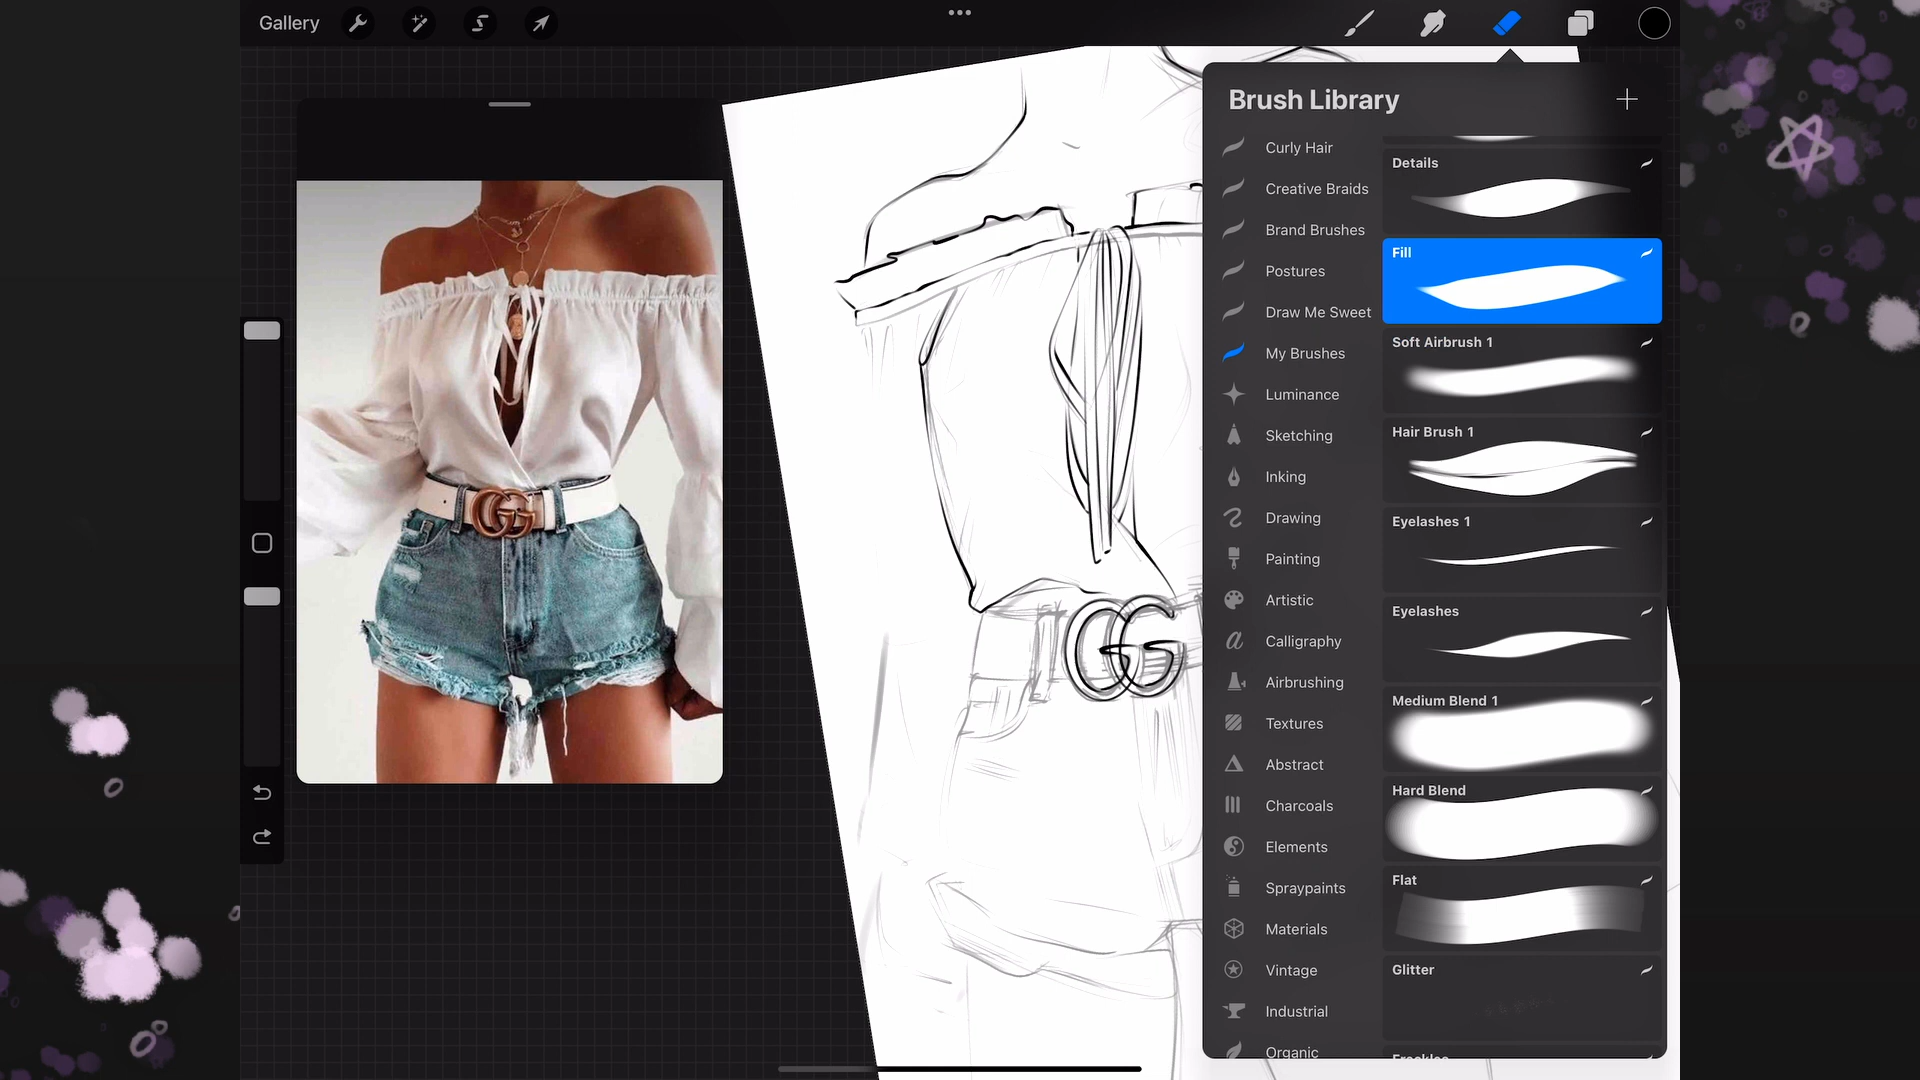 Gallery
Brush Library
Curly Hair
Creative Braids
Brand Brushes
Postures
Draw Me Sweet
My Brushes
Luminance
Sketching
Inking
Drawing
Painting
Artistic
Calligraphy
Airbrushing
Textures
Abstract
Charcoals
Elements
Spraypaints
Materials
Vintage
Industrial
Organic
Details
Fill
Soft Airbrush 1
Hair Brush 1
Eyelashes 1
Eyelashes
Medium Blend 1
Hard Blend
Flat
Glitter
Freckles